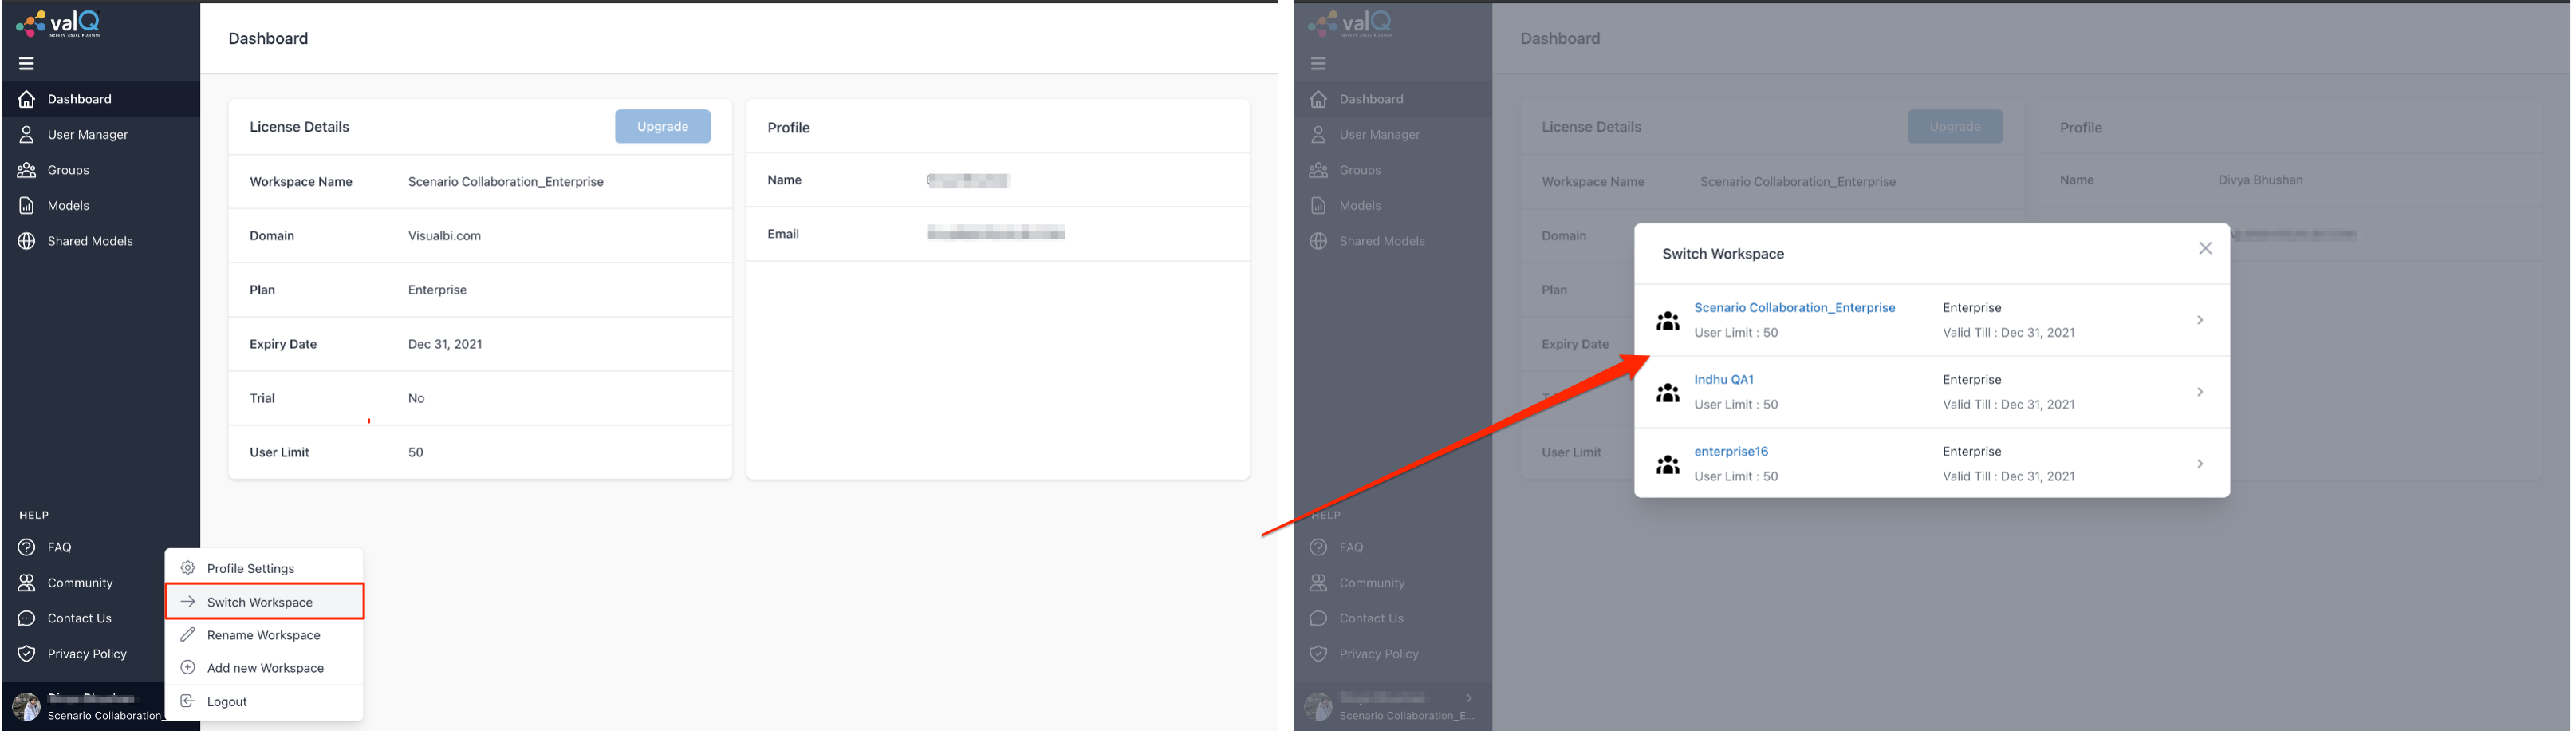 valQ
Dashboard
Dashboard
User Manager
Groups
Models
Shared Models
HELP
FAQ
Community
Contact Us
Privacy Policy
Scenario Collaboration_
License Details
Upgrade
Workspace Name Scenario Collaboration_Enterprise
Domain Visualbi.com
Plan Enterprise
Expiry Date Dec 31, 2021
Trial No
User Limit 50
Profile
Name
Email
Profile Settings
Switch Workspace
Rename Workspace
Add new Workspace
Logout
valQ
Dashboard
Dashboard
User Manager
Groups
Models
Shared Models
HELP
FAQ
Community
Contact Us
Privacy Policy
Scenario Collaboration_E...
License Details
Upgrade
Workspace Name Scenario Collaboration_Enterprise
Domain
Plan
Expiry Date
User Limit
Profile
Name Divya Bhushan
Switch Workspace
Scenario Collaboration_Enterprise Enterprise
User Limit : 50 Valid Till : Dec 31, 2021
Indhu QA1 Enterprise
User Limit : 50 Valid Till : Dec 31, 2021
enterprise16 Enterprise
User Limit : 50 Valid Till : Dec 31, 2021